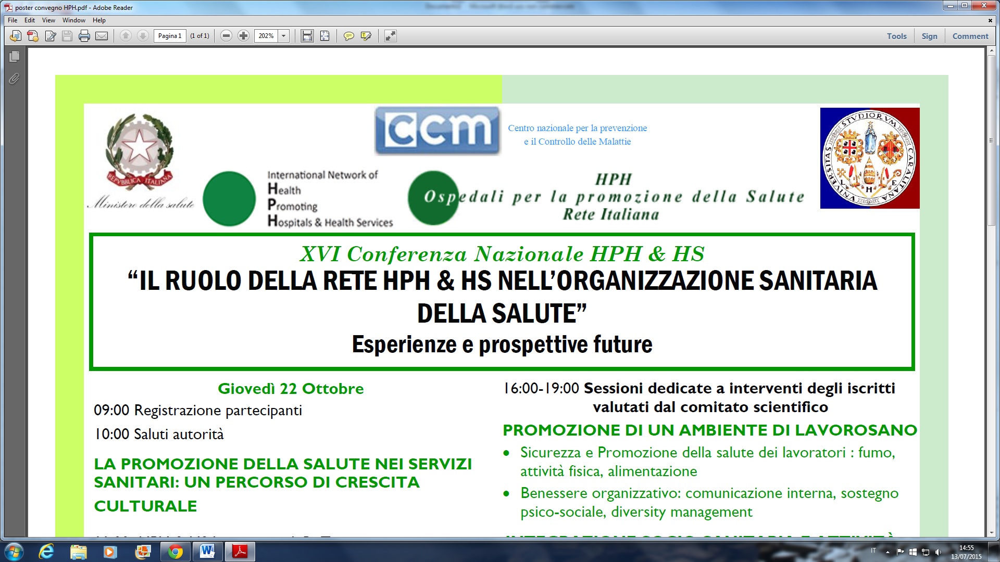 poster convegno HPH.pdf - Adobe Reader
File Edit View Window Help
Pagina 1 (1 of 1) 202% Tools Sign Comment
ccm
Centro nazionale per la prevenzione
e il Controllo delle Malattie
REPVBBLICA ITALIANA
Ministero della salute
International Network of
Health
Promoting
Hospitals & Health Services
HPH
Ospedali per la promozione della Salute
Rete Italiana
STVDIORVM
VNIVERSITAS
CARALITANA
L H E
XVI Conferenza Nazionale HPH & HS
“IL RUOLO DELLA RETE HPH & HS NELL’ORGANIZZAZIONE SANITARIA
DELLA SALUTE”
Esperienze e prospettive future
Giovedì 22 Ottobre
09:00 Registrazione partecipanti
10:00 Saluti autorità
LA PROMOZIONE DELLA SALUTE NEI SERVIZI
SANITARI: UN PERCORSO DI CRESCITA
CULTURALE
16:00-19:00 Sessioni dedicate a interventi degli iscritti
valutati dal comitato scientifico
PROMOZIONE DI UN AMBIENTE DI LAVOROSANO
• Sicurezza e Promozione della salute dei lavoratori : fumo,
attività fisica, alimentazione
• Benessere organizzativo: comunicazione interna, sostegno
psico-sociale, diversity management
INTEGRAZIONE SOCIO-SANITARIA E ATTIVITÀ
IT
14:55
13/07/2015